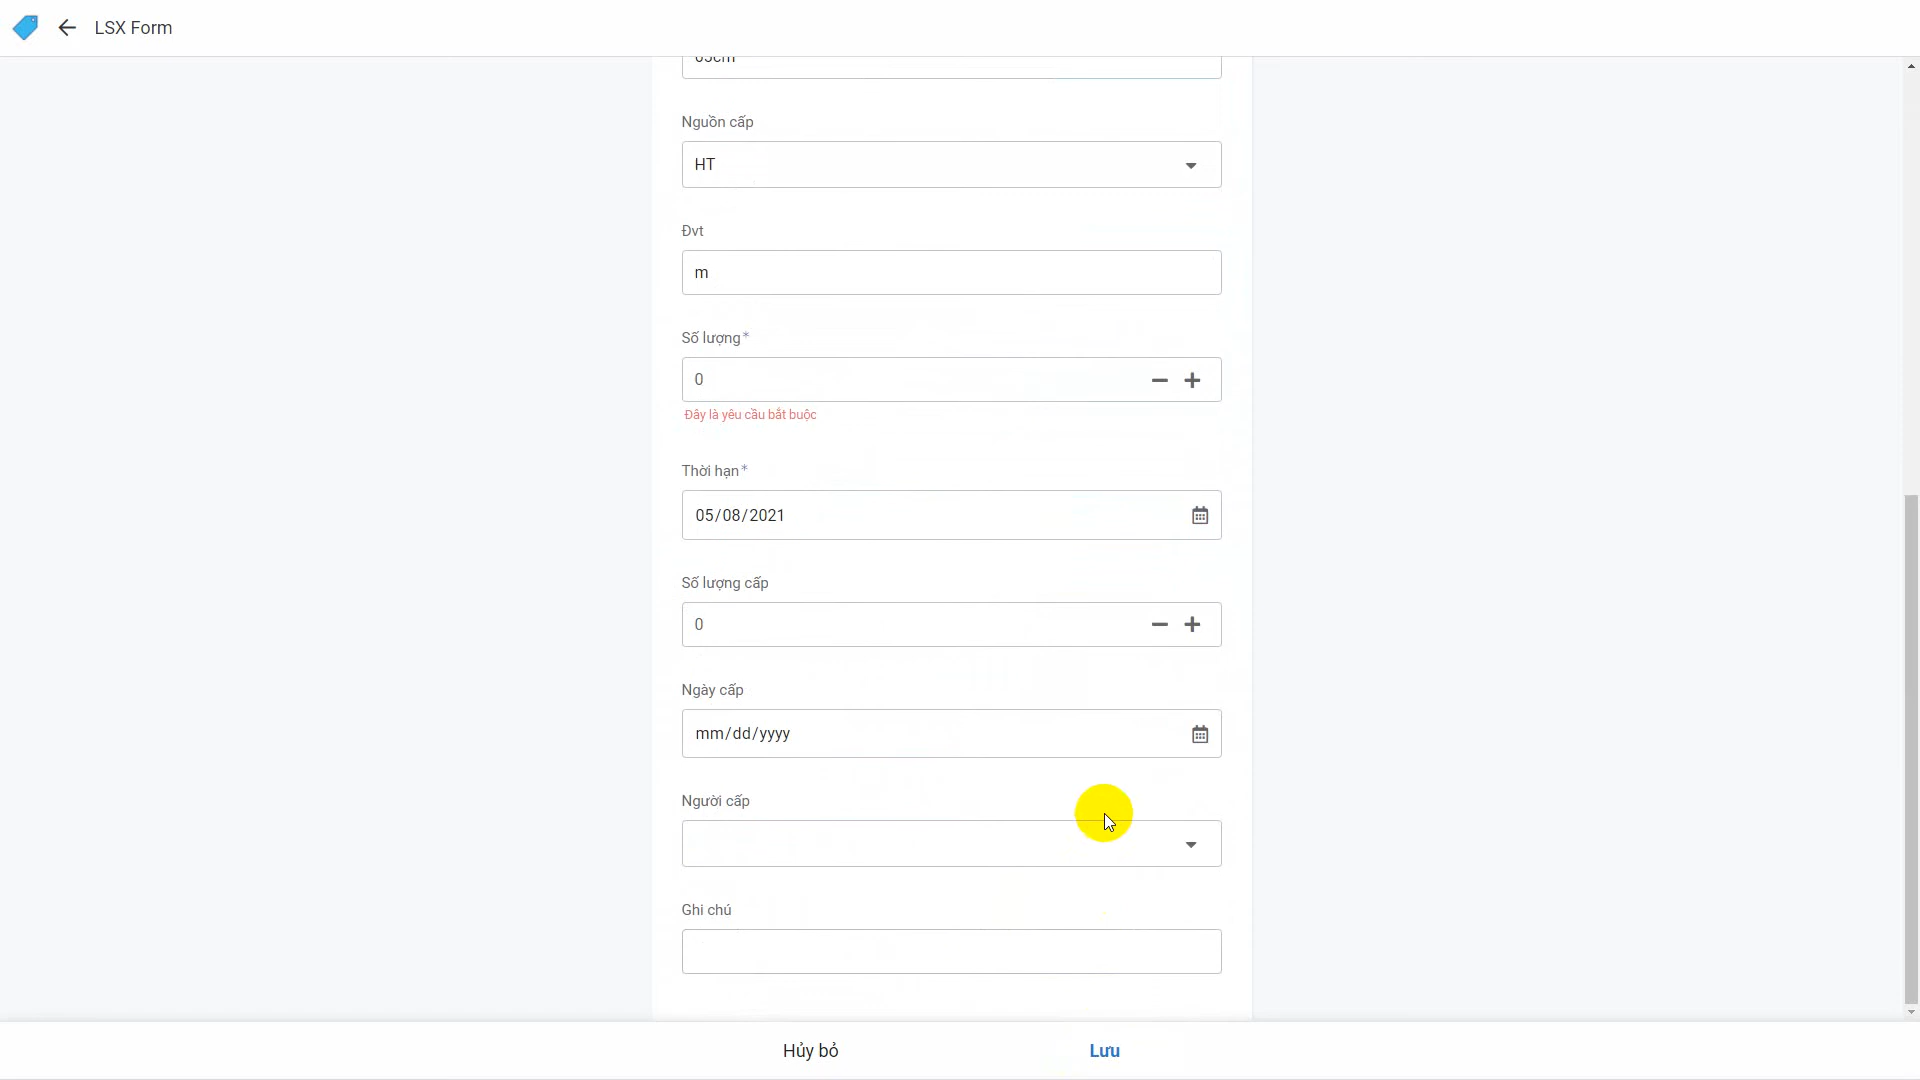 LSX Form
Nguồn cấp
HT
Đvt
m
Số lượng*
0
Đây là yêu cầu bắt buộc
Thời hạn*
05/08/2021
Số lượng cấp
0
Ngày cấp
mm/dd/yyyy
Người cấp
Ghi chú
Hủy bỏ
Lưu